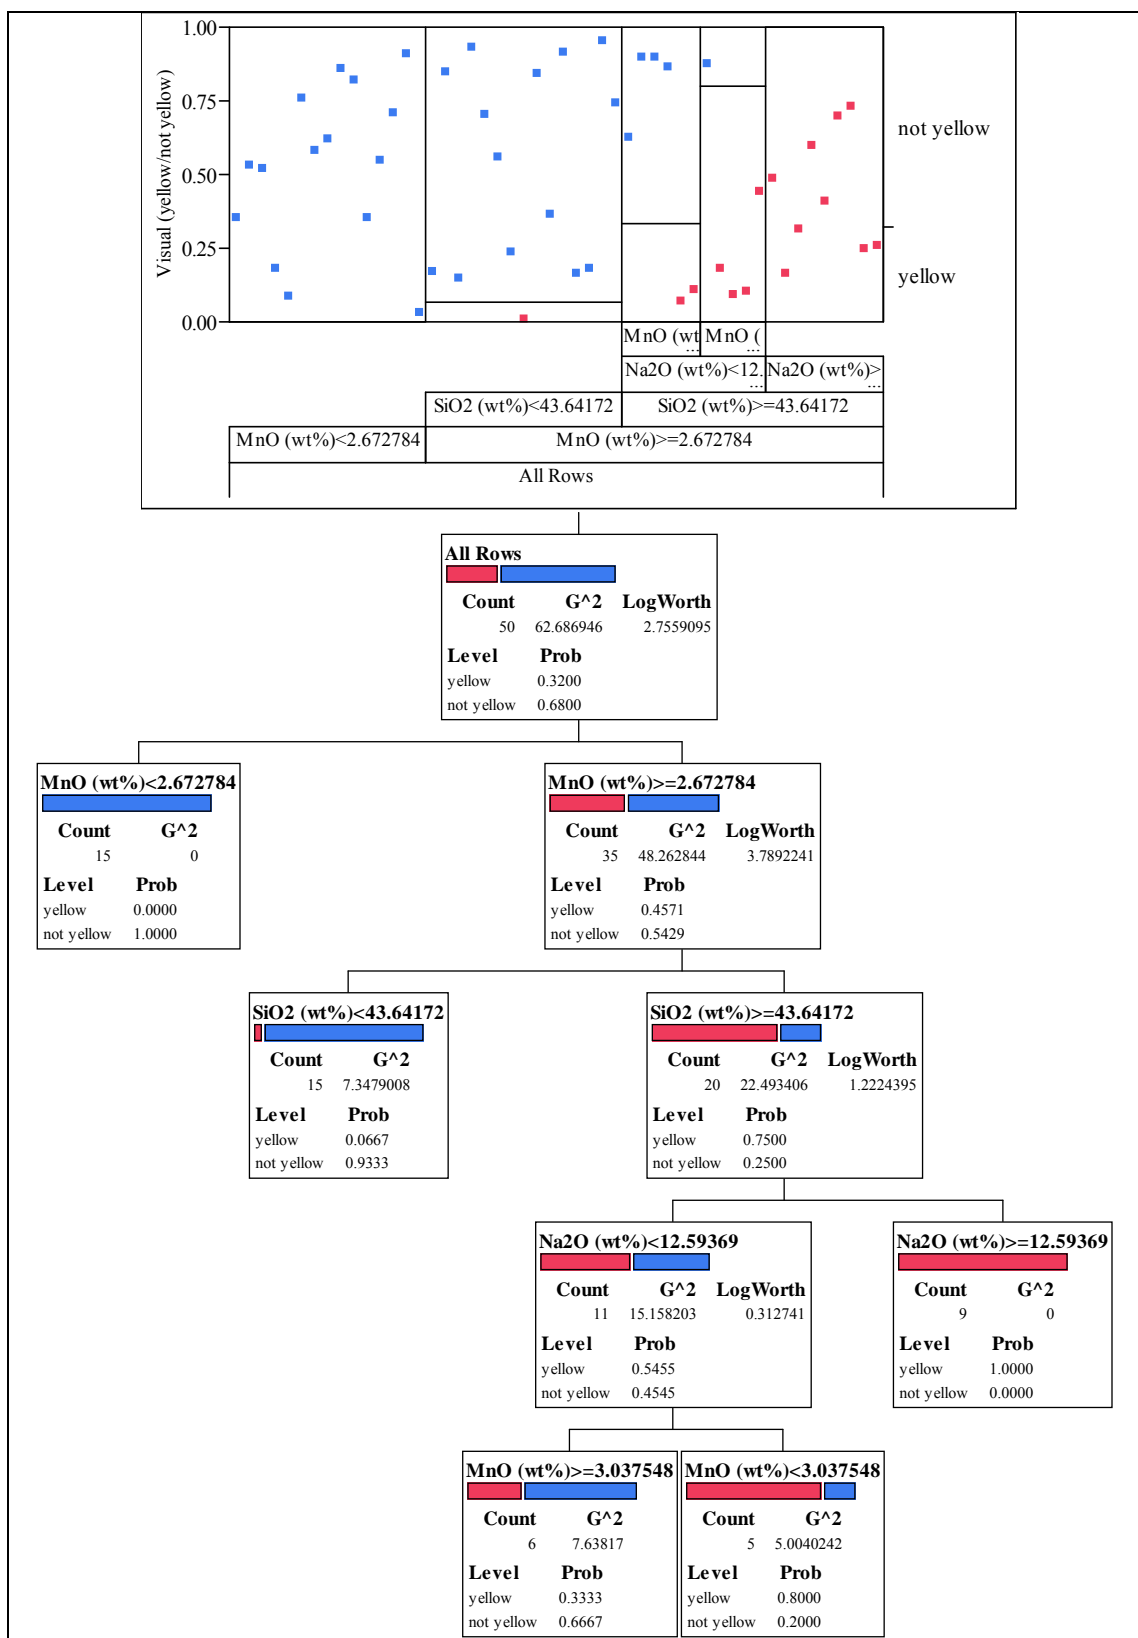 1.00
0.75
0.50
0.25
0.00
Visual (yellow/not yellow)
not yellow
yellow
MnO (wt
...
MnO (
...
Na2O (wt%)<12.
...
Na2O (wt%)>
...
SiO2 (wt%)<43.64172
SiO2 (wt%)>=43.64172
MnO (wt%)<2.672784
MnO (wt%)>=2.672784
All Rows
All Rows
Count G^2 LogWorth
50 62.686946 2.7559095
Level Prob
yellow 0.3200
not yellow 0.6800
MnO (wt%)<2.672784
Count G^2
15 0
Level Prob
yellow 0.0000
not yellow 1.0000
MnO (wt%)>=2.672784
Count G^2 LogWorth
35 48.262844 3.7892241
Level Prob
yellow 0.4571
not yellow 0.5429
SiO2 (wt%)<43.64172
Count G^2
15 7.3479008
Level Prob
yellow 0.0667
not yellow 0.9333
SiO2 (wt%)>=43.64172
Count G^2 LogWorth
20 22.493406 1.2224395
Level Prob
yellow 0.7500
not yellow 0.2500
Na2O (wt%)<12.59369
Count G^2 LogWorth
11 15.158203 0.312741
Level Prob
yellow 0.5455
not yellow 0.4545
Na2O (wt%)>=12.59369
Count G^2
9 0
Level Prob
yellow 1.0000
not yellow 0.0000
MnO (wt%)>=3.037548
Count G^2
6 7.63817
Level Prob
yellow 0.3333
not yellow 0.6667
MnO (wt%)<3.037548
Count G^2
5 5.0040242
Level Prob
yellow 0.8000
not yellow 0.2000